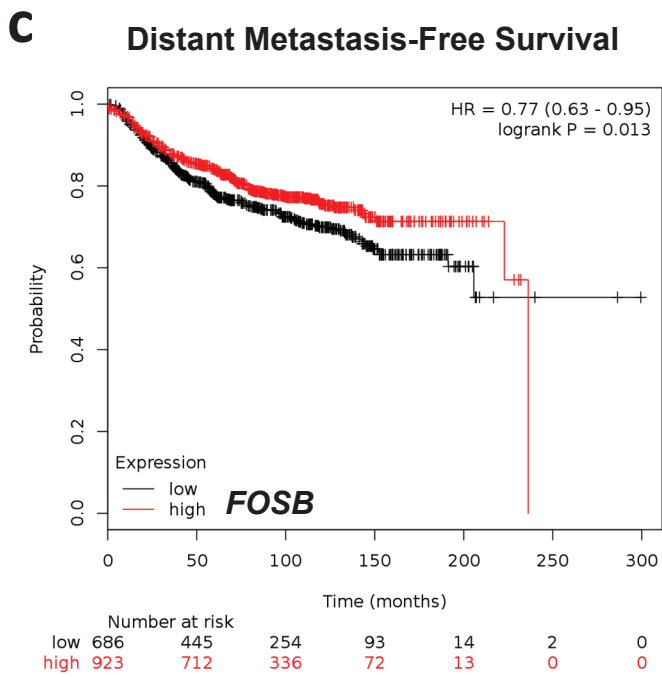 c
Distant Metastasis-Free Survival
HR = 0.77 (0.63 - 0.95)
logrank P = 0.013
1.0
0.8
0.6
0.4
0.2
0.0
Probability
Expression
low
high
FOSB
0 50 100 150 200 250 300
Time (months)
Number at risk
low 686 445 254 93 14 2 0
high 923 712 336 72 13 0 0